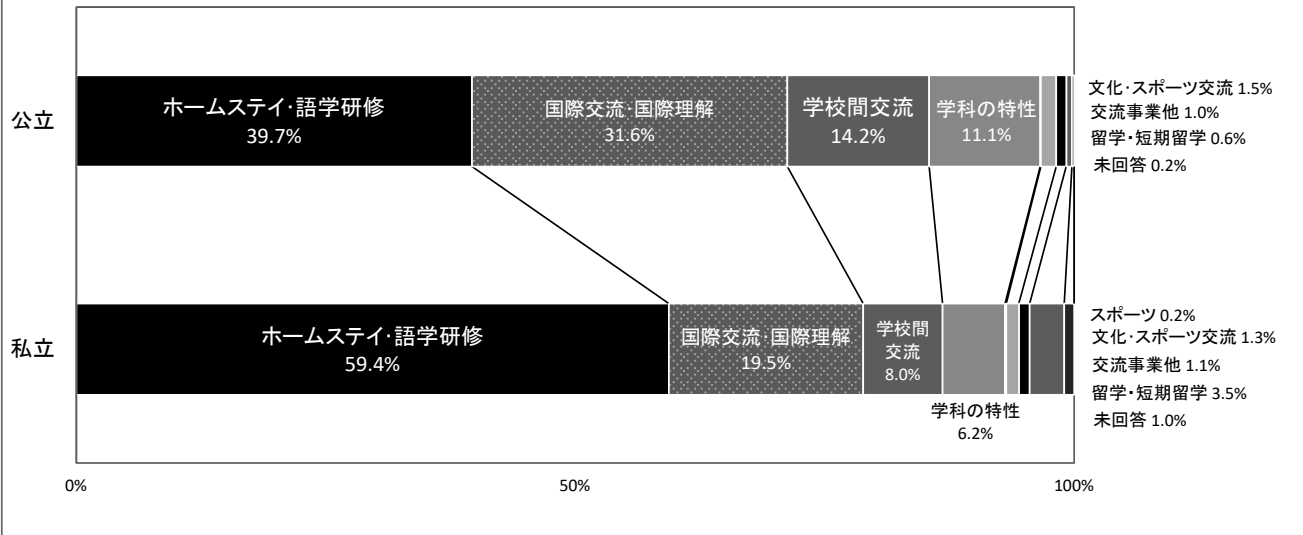 公立
ホームステイ・語学研修
39.7%
国際交流・国際理解
31.6%
学校間交流
14.2%
学科の特性
11.1%
文化・スポーツ交流 1.5%
交流事業他 1.0%
留学・短期留学 0.6%
未回答 0.2%
私立
ホームステイ・語学研修
59.4%
国際交流・国際理解
19.5%
学校間
交流
8.0%
学科の特性
6.2%
スポーツ 0.2%
文化・スポーツ交流 1.3%
交流事業他 1.1%
留学・短期留学 3.5%
未回答 1.0%
0%
50%
100%